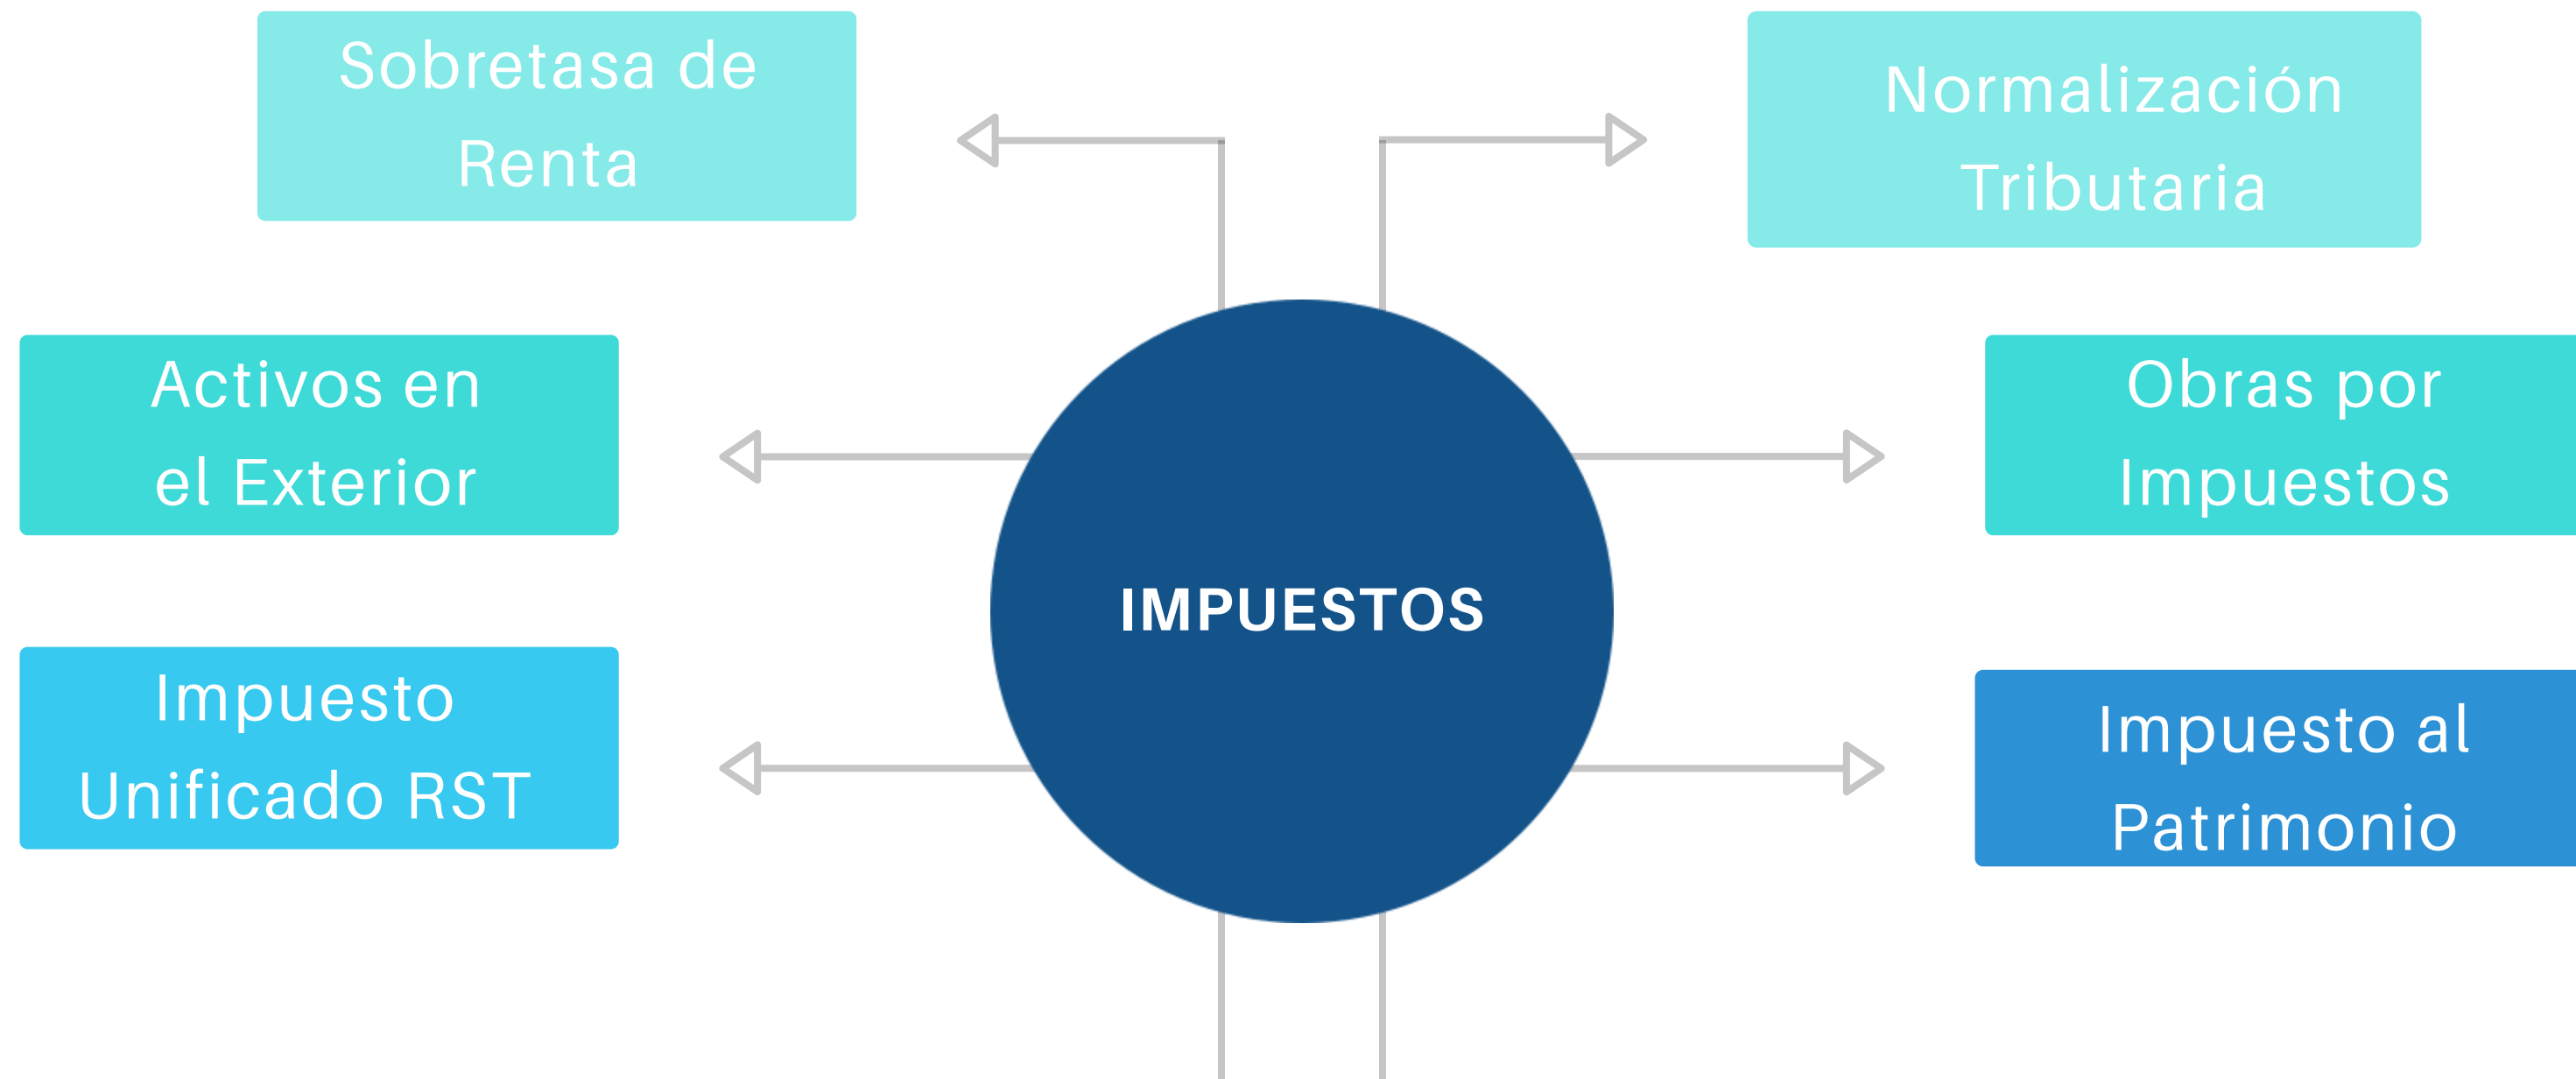 Sobretasa de
Renta
Normalización
Tributaria
Activos en
el Exterior
Obras por
Impuestos
IMPUESTOS
Impuesto
Unificado RST
Impuesto al
Patrimonio